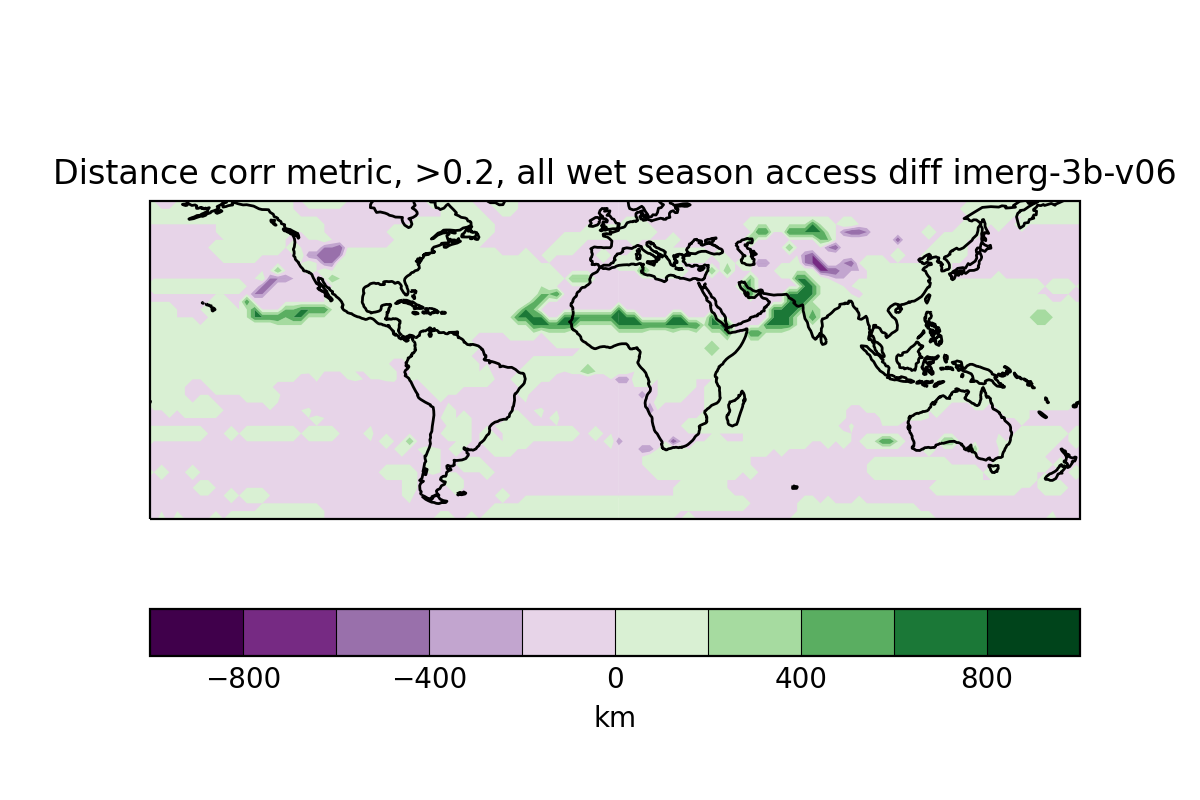 Distance corr metric, >0.2, all wet season access diff imerg-3b-v06
−800 −400 0 400 800
km